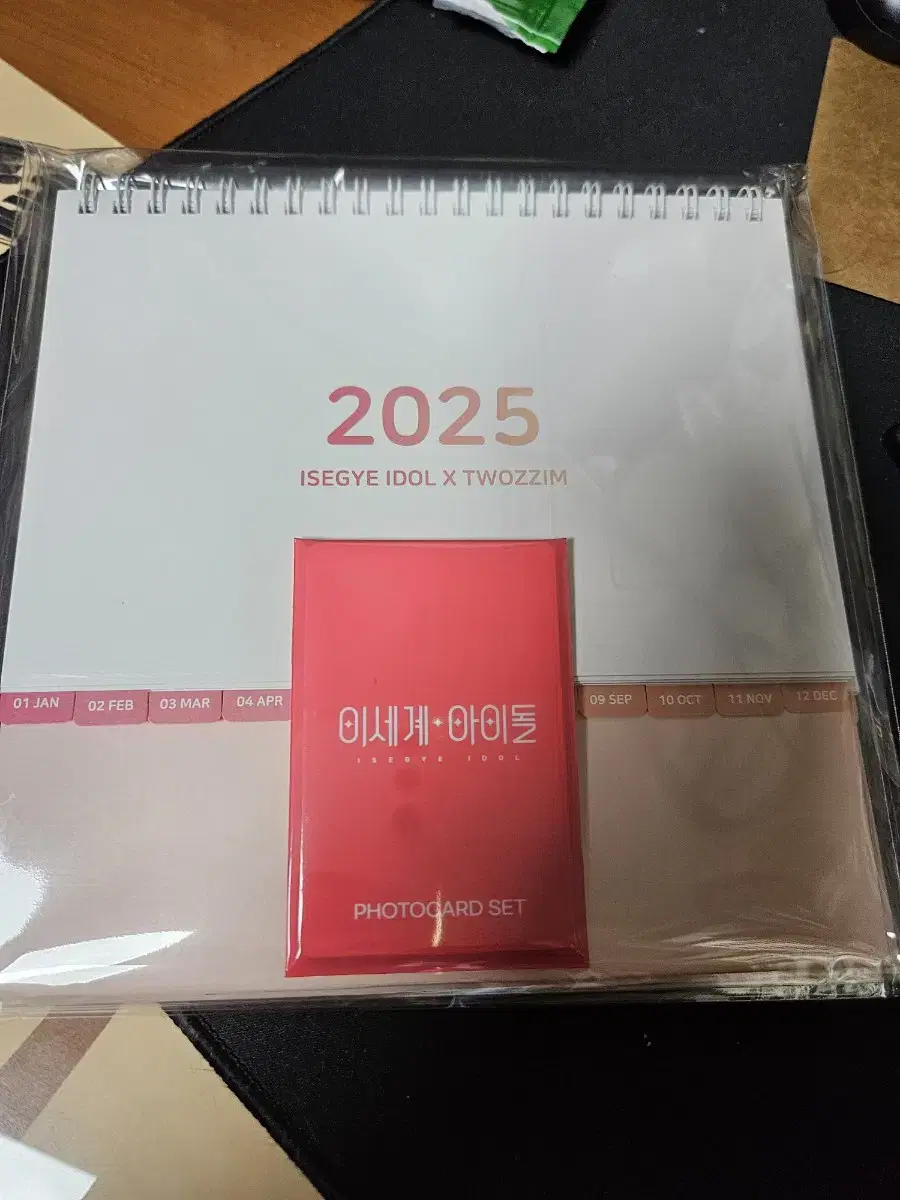 2025
ISEGYE IDOL X TWOZZIM
01 JAN 02 FEB 03 MAR 04 APR 09 SEP 10 OCT 11 NOV 12 DEC
이세계 아이돌
ISEGYE IDOL
PHOTOCARD SET